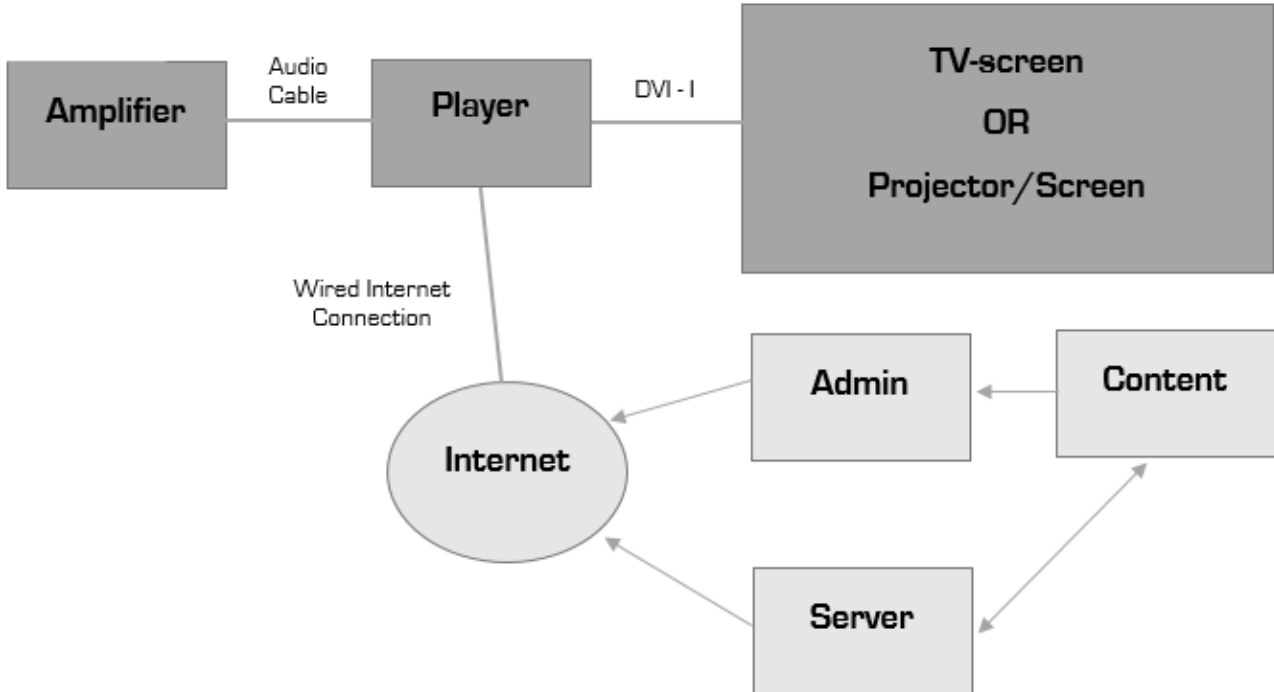 Amplifier
Audio
Cable
Player
DVI - I
TV-screen
OR
Projector/Screen
Wired Internet
Connection
Internet
Admin
Content
Server